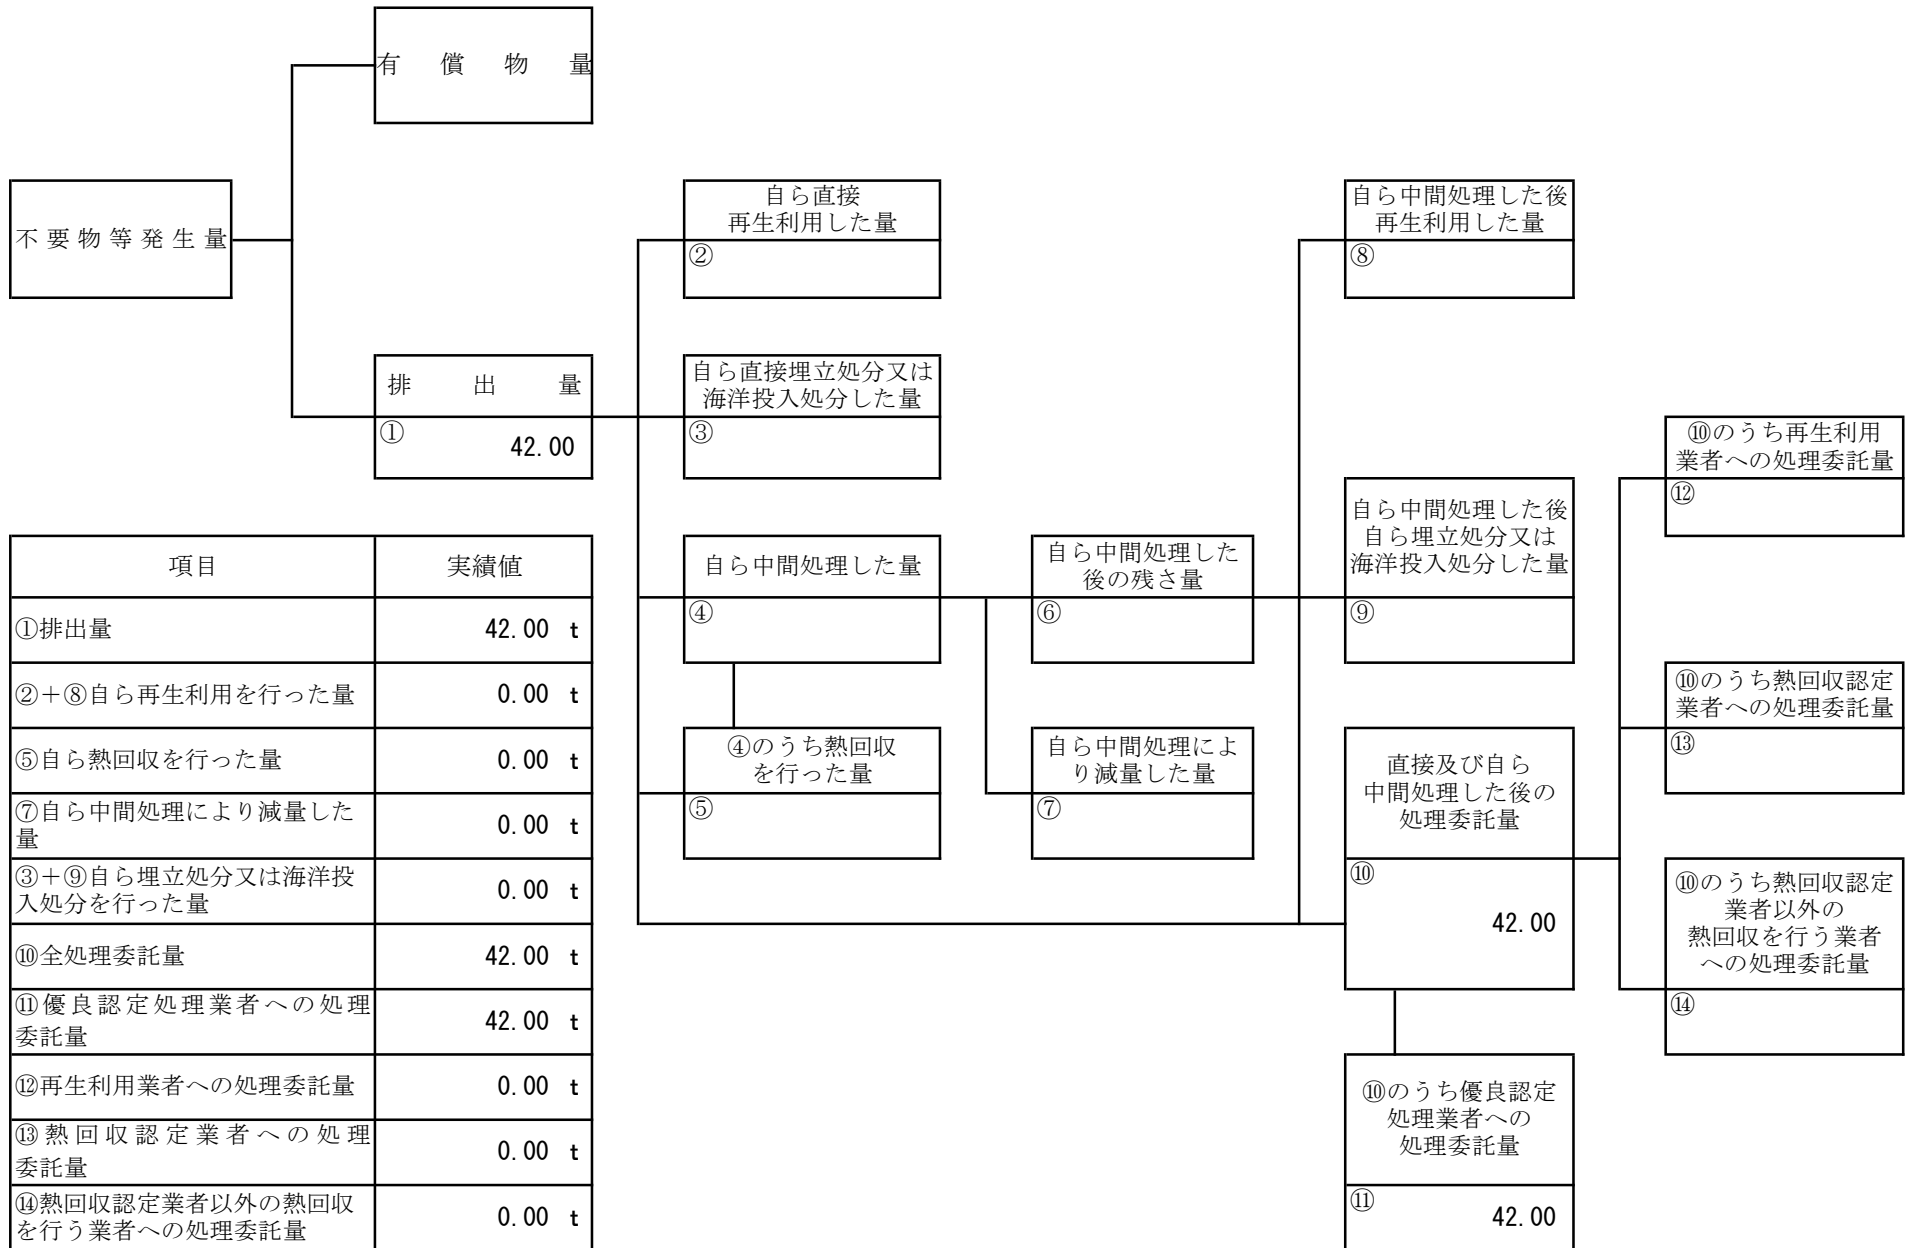 有償物量
不要物等発生量
排出量
① 42.00
自ら直接
再生利用した量
②
自ら直接埋立処分又は
海洋投入処分した量
③
自ら中間処理した量
④
④のうち熱回収
を行った量
⑤
自ら中間処理した
後の残さ量
⑥
自ら中間処理によ
り減量した量
⑦
自ら中間処理した後
再生利用した量
⑧
自ら中間処理した後
自ら埋立処分又は
海洋投入処分した量
⑨
直接及び自ら
中間処理した後の
処理委託量
⑩
42.00
⑩のうち優良認定
処理業者への
処理委託量
⑪
42.00
⑩のうち再生利用
業者への処理委託量
⑫
⑩のうち熱回収認定
業者への処理委託量
⑬
⑩のうち熱回収認定
業者以外の
熱回収を行う業者
への処理委託量
⑭
項目 実績値
①排出量 42.00 t
②+⑧自ら再生利用を行った量 0.00 t
⑤自ら熱回収を行った量 0.00 t
⑦自ら中間処理により減量した
量 0.00 t
③+⑨自ら埋立処分又は海洋投
入処分を行った量 0.00 t
⑩全処理委託量 42.00 t
⑪優良認定処理業者への処理
委託量 42.00 t
⑫再生利用業者への処理委託量 0.00 t
⑬熱回収認定業者への処理
委託量 0.00 t
⑭熱回収認定業者以外の熱回収
を行う業者への処理委託量 0.00 t